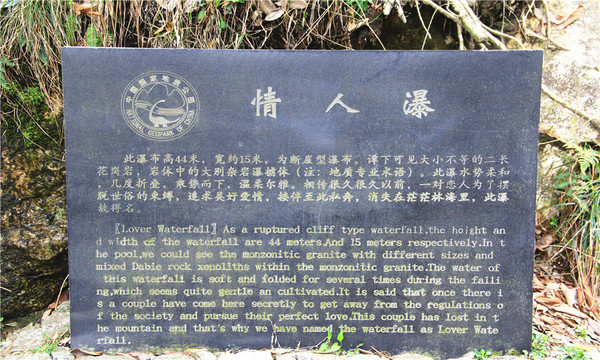 中国国家地质公园
NATIONAL GEOPARK OF CHINA
情人瀑
此瀑布高44米，宽约15米，为断崖型瀑布。潭下可见大小不等的二长
花岗岩，岩体中的大别杂岩瀑掳体（注：地质专业术语）。此瀑水势柔和
，几度折叠，乘势而下，温柔尔雅。相传很久很久以前，一对恋人为了摆
脱世俗的束缚，追求美好爱情，接伴至此私奔，消失在茫茫林海里，此瀑
故得名。
〖Lover Waterfall〗As a ruptured cliff type waterfall.the hoight an
d width of the waterfall are 44 meters.And 15 meters respectively.In t
he pool,we could see the monzonitic granite with different sizes and
mixed Dabie rock xenoliths within the monzonitic granite.The water of
this waterfall is soft and folded for several times during the falli
ng,which seems quite gentle an cultivated.It is said that once there i
s a couple have come here secretly to get away from the regulations o
f the society and pursue their perfect love.This couple has lost in t
he mountain and that's why we have named the waterfall as Lover Wate
rfall.